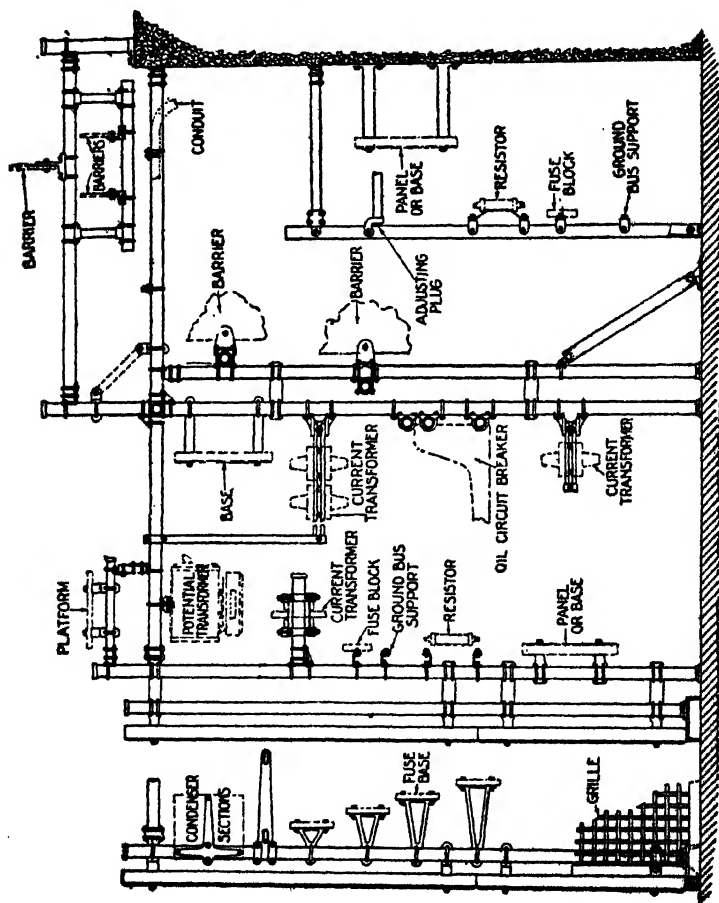 BARRIER
BARRIERS
CONDUIT
PANEL
OR BASE
RESISTOR
FUSE
BLOCK
GROUND
BUS SUPPORT
BARRIER
BARRIER
ADJUSTING
PLUG
BASE
CURRENT
TRANSFORMER
OIL CIRCUIT BREAKER
CURRENT
TRANSFORMER
PLATFORM
POTENTIAL
TRANSFORMER
CURRENT
TRANSFORMER
FUSE BLOCK
GROUND BUS
SUPPORT
RESISTOR
PANEL
OR BASE
CONDENSER
SECTIONS
FUSE
BASE
GRILLE